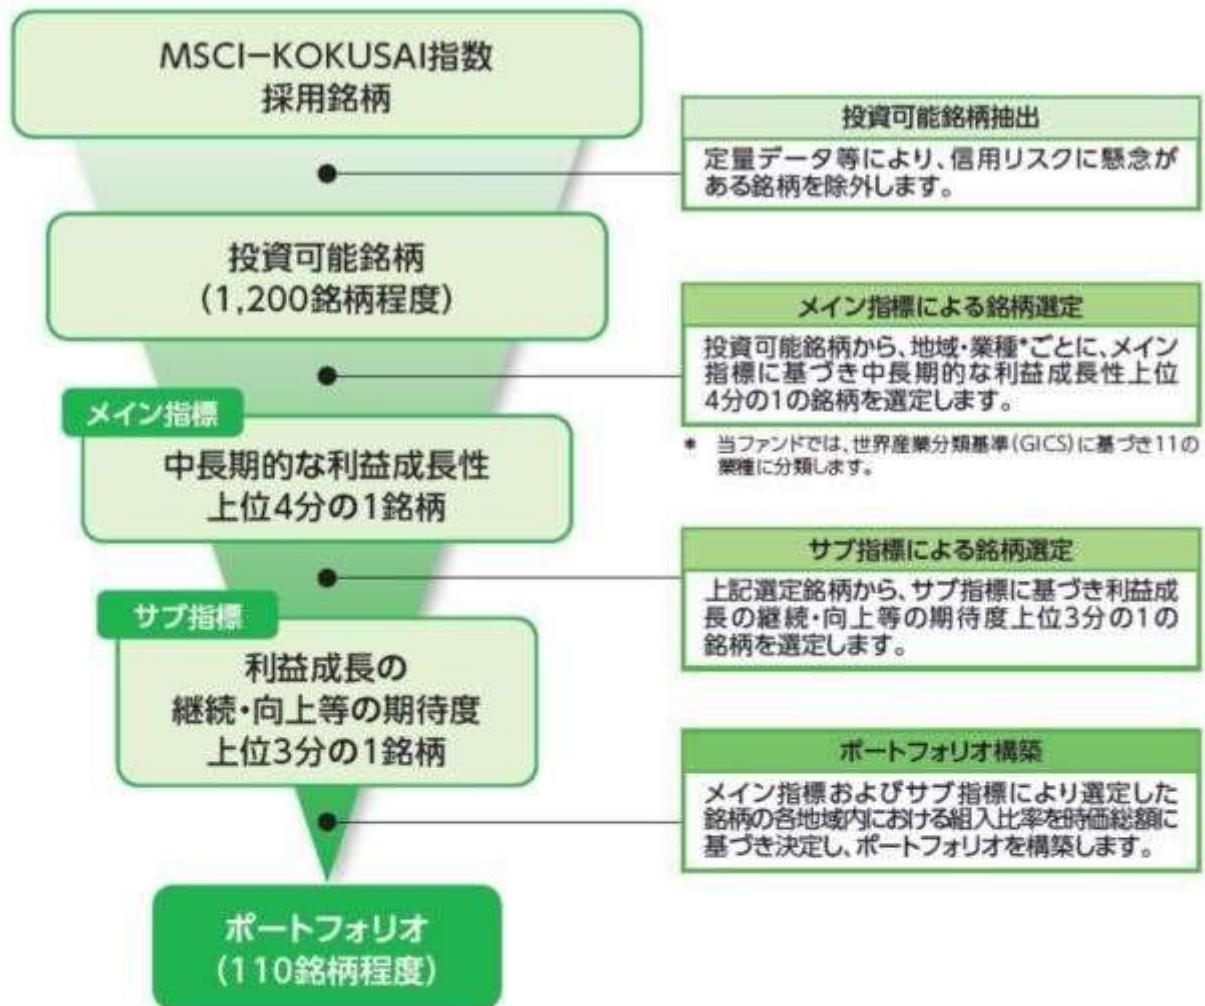 MSCI－KOKUSAI指数
採用銘柄
投資可能銘柄抽出
定量データ等により、信用リスクに懸念が
ある銘柄を除外します。
投資可能銘柄
（1,200銘柄程度）
メイン指標による銘柄選定
投資可能銘柄から、地域・業種*ごとに、メイン
指標に基づき中長期的な利益成長性上位
4分の1の銘柄を選定します。
* 当ファンドでは、世界産業分類基準（GICS）に基づき11の
業種に分類します。
メイン指標
中長期的な利益成長性
上位4分の1銘柄
サブ指標による銘柄選定
上記選定銘柄から、サブ指標に基づき利益成
長の継続・向上等の期待度上位3分の1の
銘柄を選定します。
サブ指標
利益成長の
継続・向上等の期待度
上位3分の1銘柄
ポートフォリオ構築
メイン指標およびサブ指標により選定した
銘柄の各地域内における組入比率を時価総額に
基づき決定し、ポートフォリオを構築します。
ポートフォリオ
（110銘柄程度）